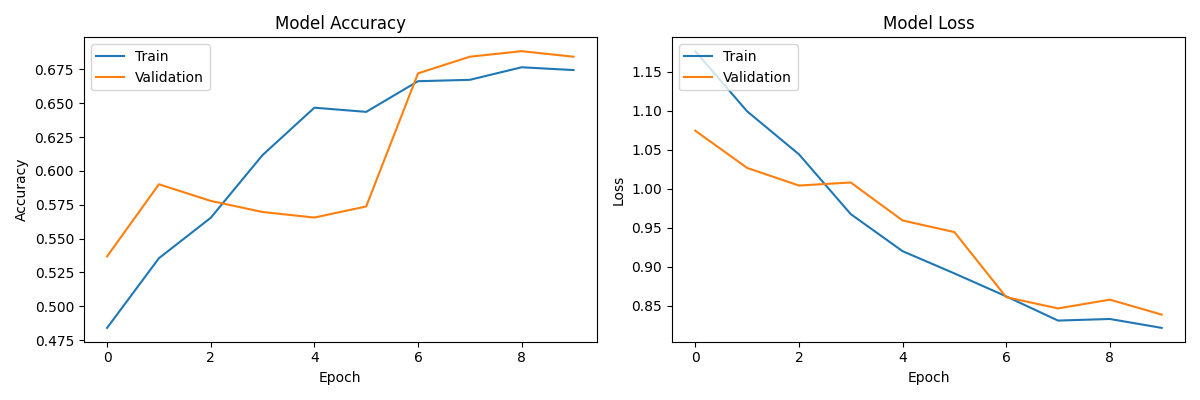 Model Accuracy
Train
Validation
0.675
0.650
0.625
0.600
0.575
0.550
0.525
0.500
0.475
Accuracy
0 2 4 6 8
Epoch
Model Loss
Train
Validation
1.15
1.10
1.05
1.00
0.95
0.90
0.85
Loss
0 2 4 6 8
Epoch